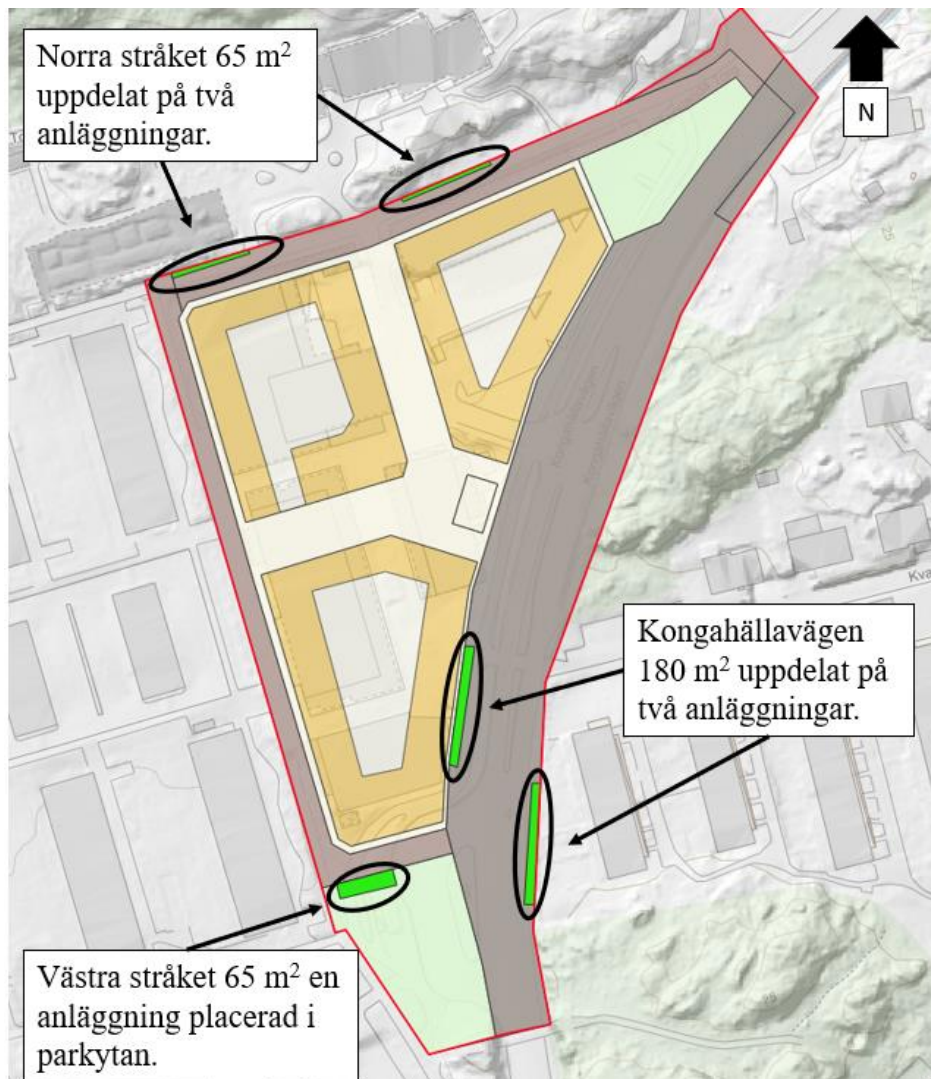 Norra stråket 65 m²
uppdelat på två
anläggningar.
N
Kongahällavägen
180 m² uppdelat på
två anläggningar.
Västra stråket 65 m² en
anläggning placerad i
parkytan.